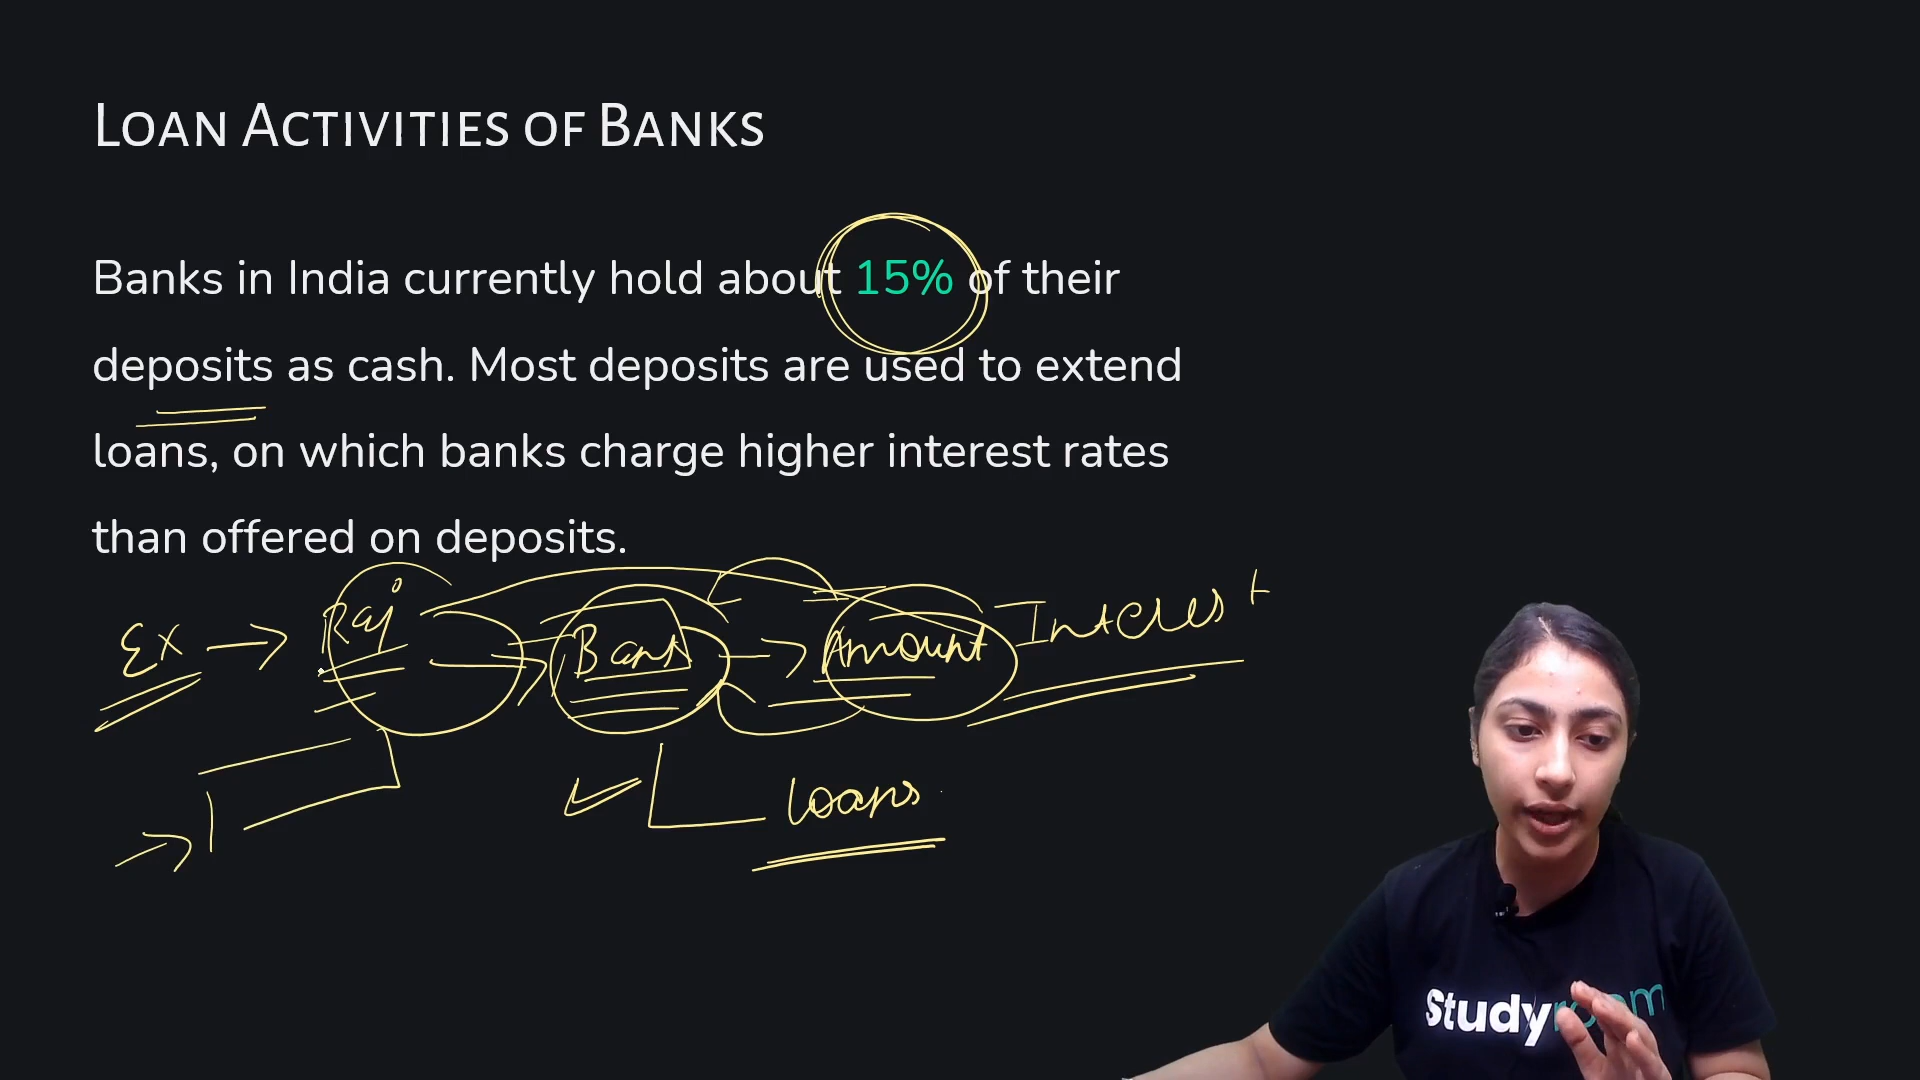 Loan Activities of Banks
Banks in India currently hold about 15% of their
deposits as cash. Most deposits are used to extend
loans, on which banks charge higher interest rates
than offered on deposits.
Ex → Raj → Bank → Amount Interest
loans
Studyroom